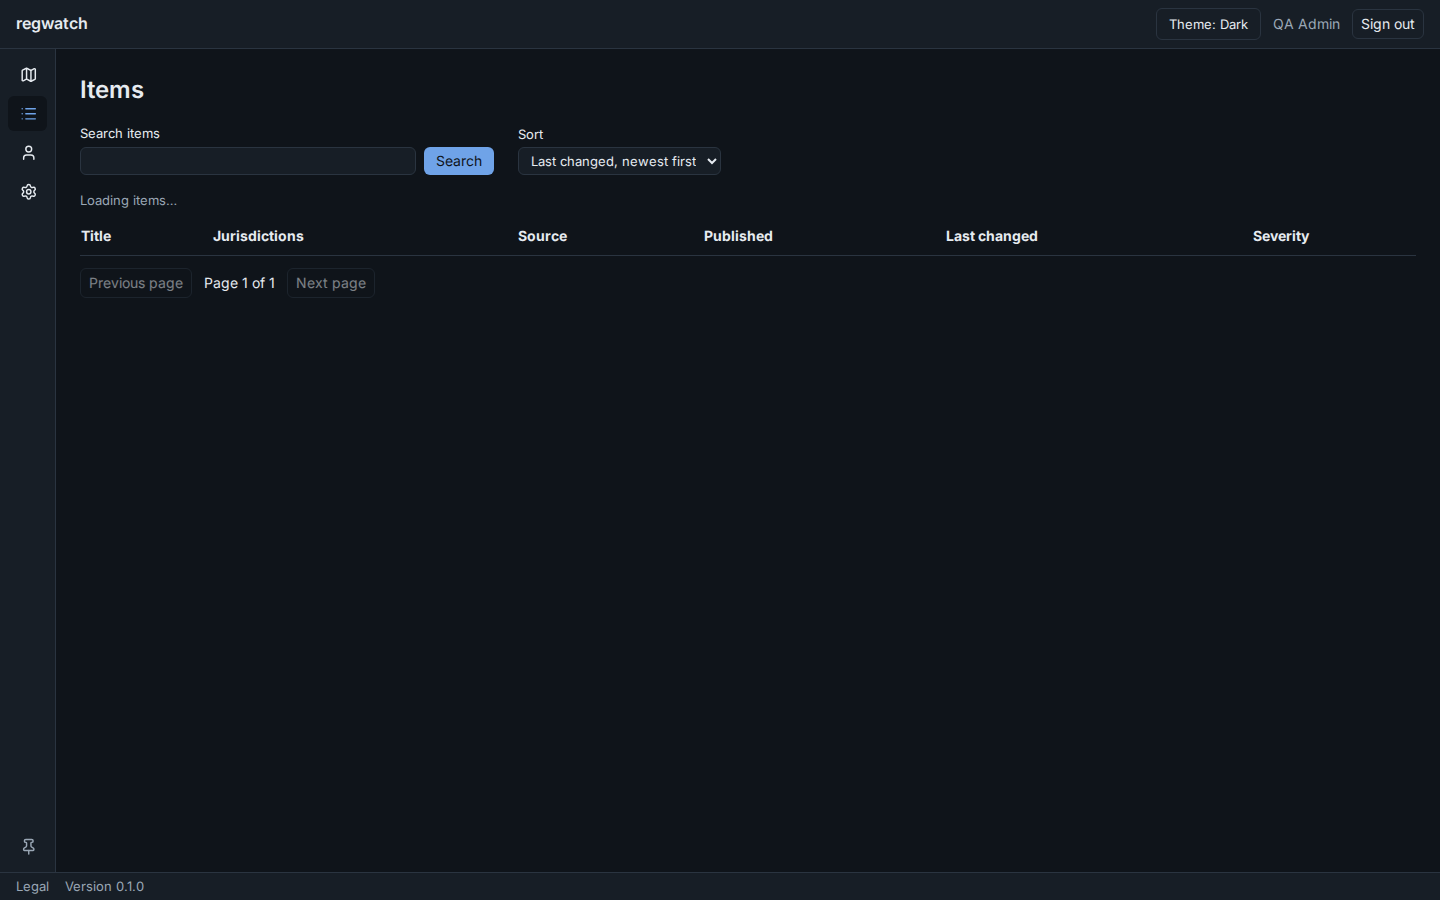 regwatch
Theme: Dark
QA Admin
Sign out
Items
Search items
Search
Sort
Last changed, newest first
Loading items...
Title Jurisdictions Source Published Last changed Severity
Previous page Page 1 of 1 Next page
Legal Version 0.1.0